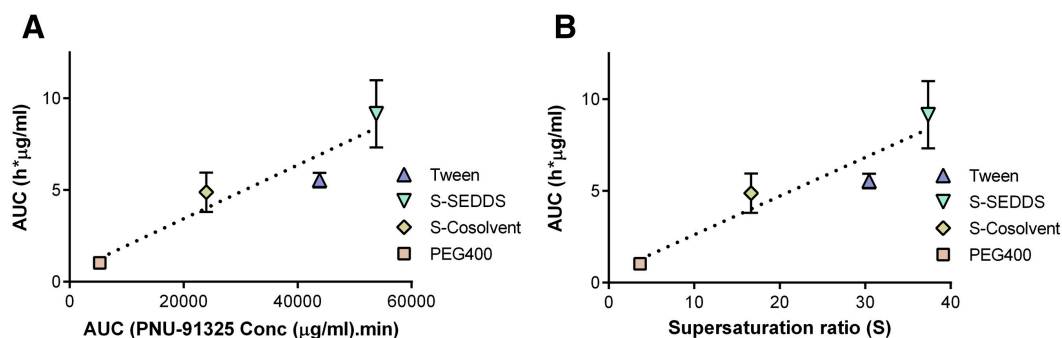 A
AUC (h*µg/ml)
10
5
0
0
20000
40000
60000
AUC (PNU-91325 Conc (µg/ml).min)
Tween
S-SEDDS
S-Cosolvent
PEG400
B
AUC (h*µg/ml)
10
5
0
0
10
20
30
40
Supersaturation ratio (S)
Tween
S-SEDDS
S-Cosolvent
PEG400